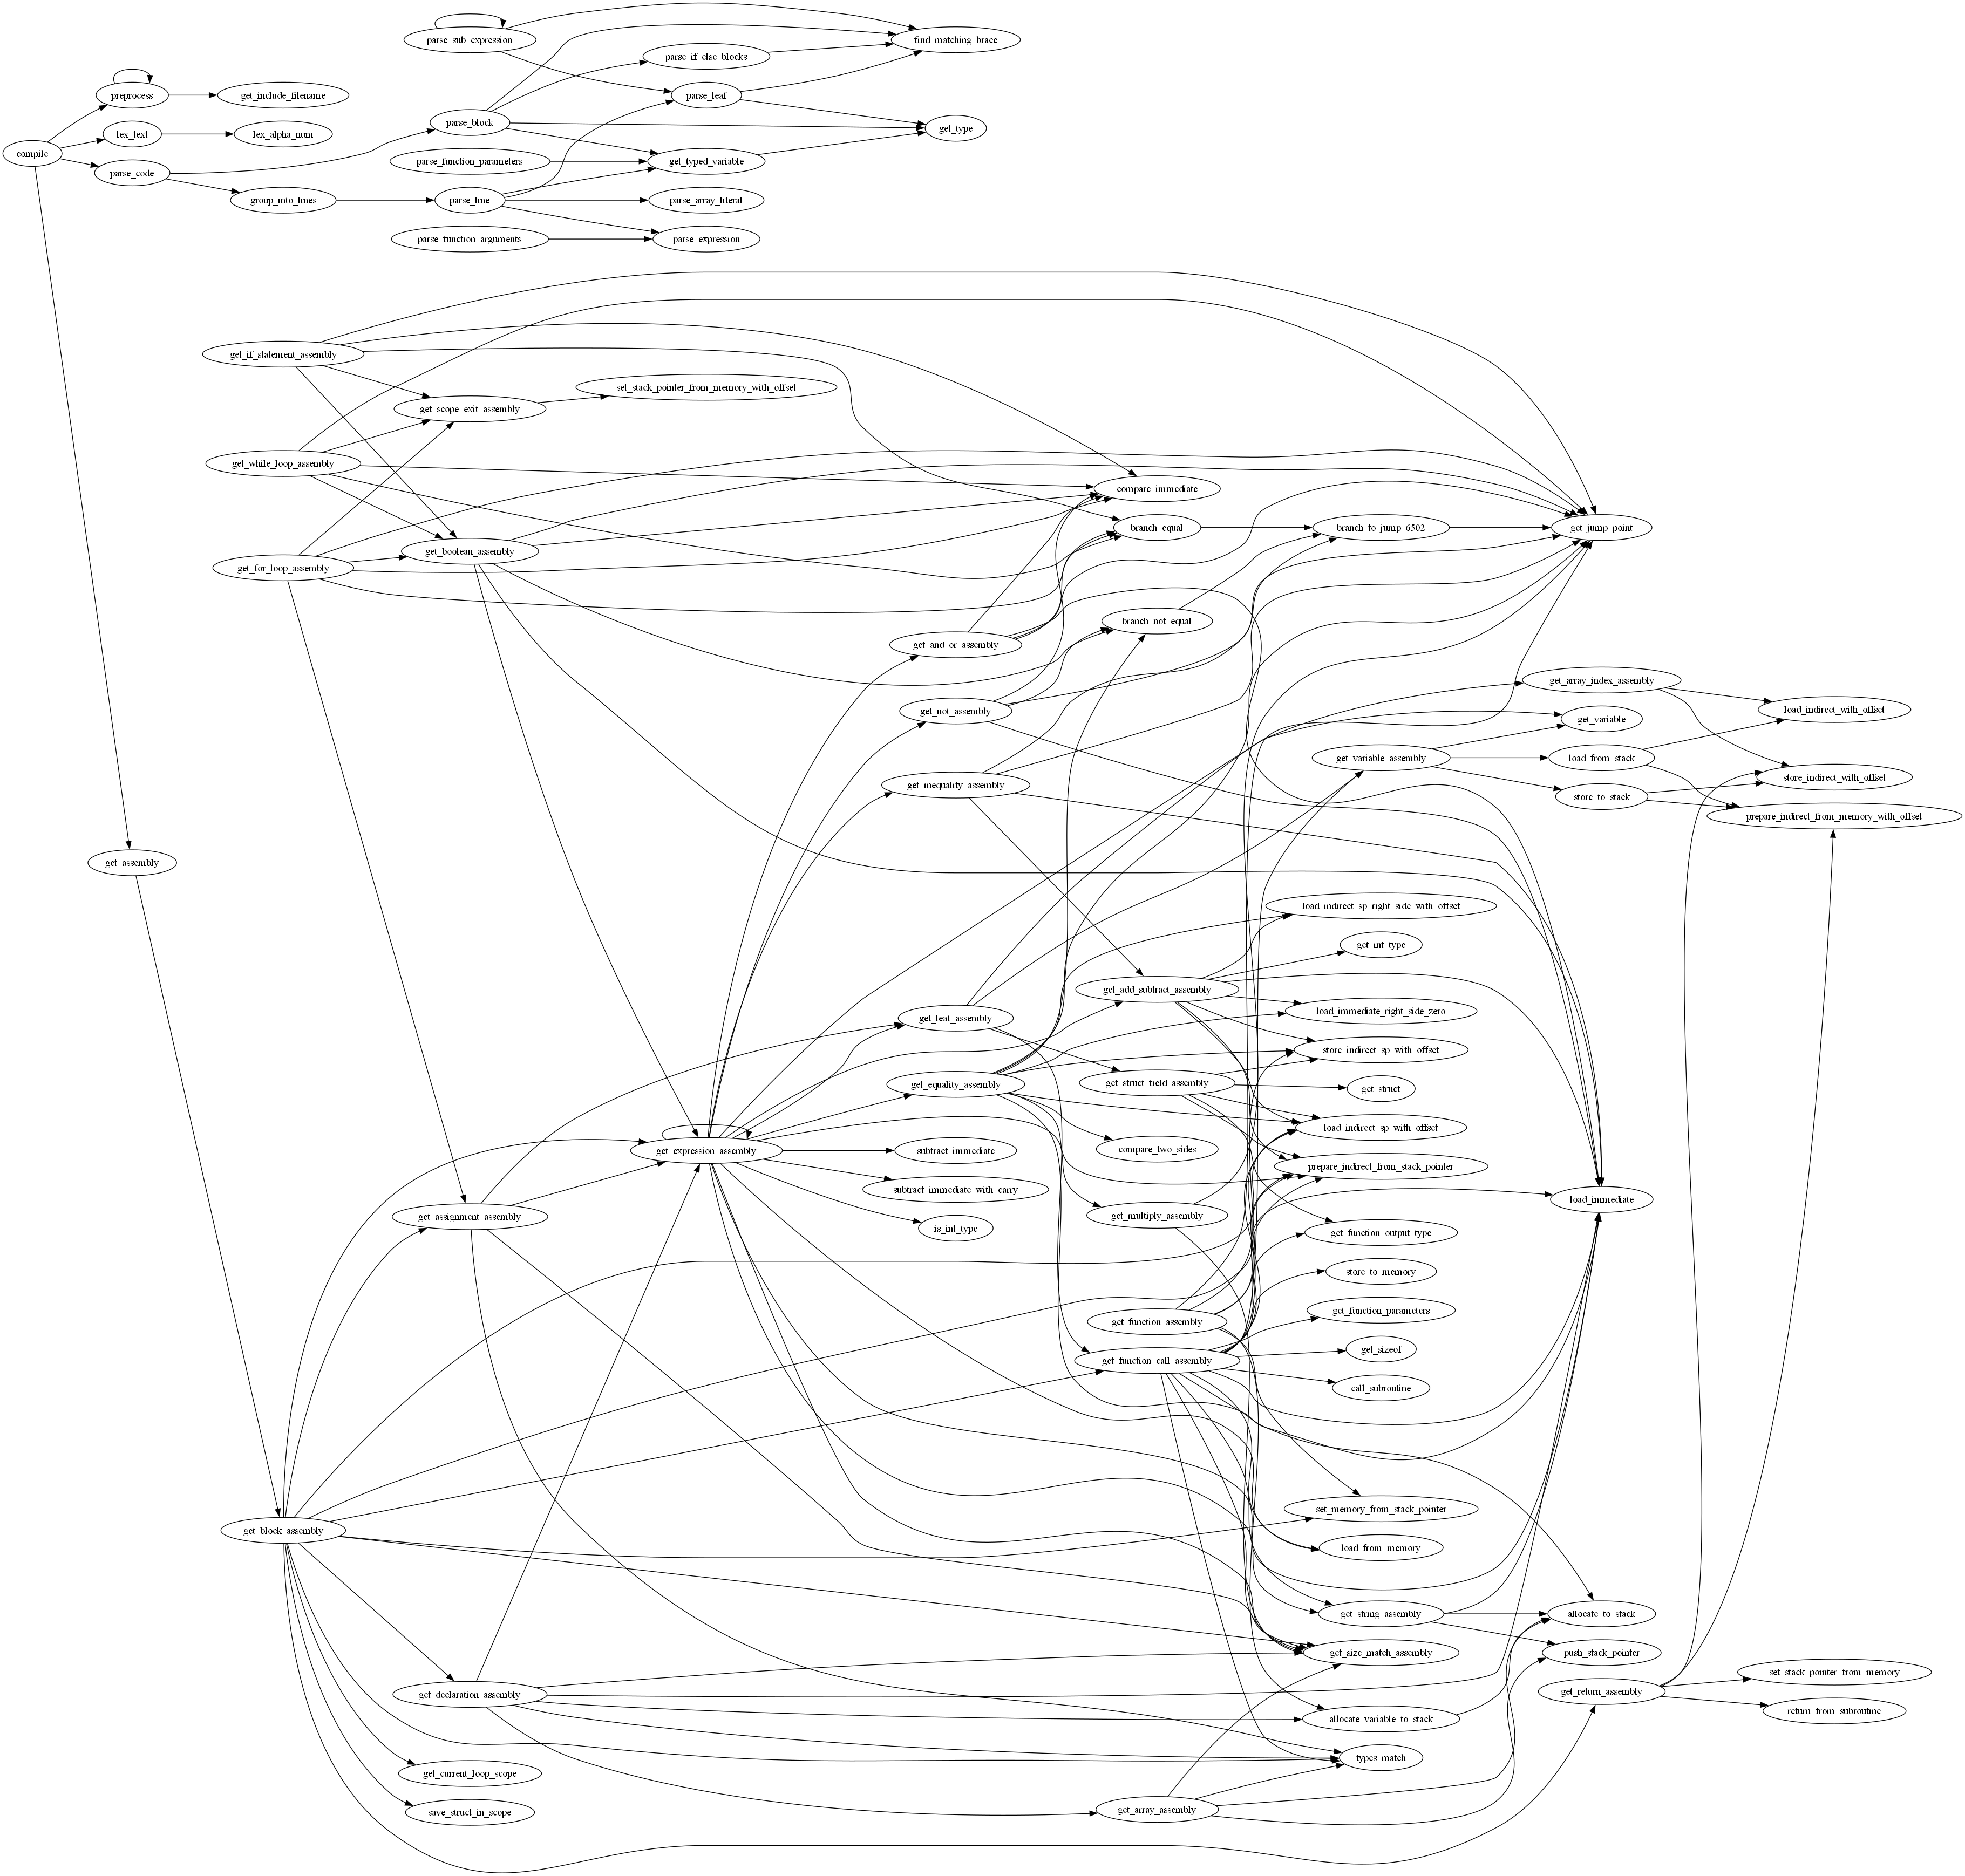 compile
preprocess
lex_text
parse_code
get_assembly
get_include_filename
lex_alpha_num
group_into_lines
get_if_statement_assembly
get_while_loop_assembly
get_for_loop_assembly
get_block_assembly
parse_sub_expression
parse_block
parse_function_parameters
parse_line
parse_function_arguments
get_scope_exit_assembly
get_boolean_assembly
get_assignment_assembly
get_declaration_assembly
get_current_loop_scope
save_struct_in_scope
parse_if_else_blocks
parse_leaf
get_typed_variable
parse_array_literal
parse_expression
set_stack_pointer_from_memory_with_offset
get_expression_assembly
find_matching_brace
get_type
get_and_or_assembly
get_not_assembly
get_inequality_assembly
get_leaf_assembly
get_equality_assembly
subtract_immediate
subtract_immediate_with_carry
is_int_type
compare_immediate
branch_equal
branch_not_equal
get_add_subtract_assembly
get_struct_field_assembly
compare_two_sides
get_multiply_assembly
get_function_assembly
get_function_call_assembly
get_array_assembly
branch_to_jump_6502
get_variable_assembly
load_indirect_sp_right_side_with_offset
get_int_type
load_immediate_right_side_zero
store_indirect_sp_with_offset
get_struct
load_indirect_sp_with_offset
prepare_indirect_from_stack_pointer
get_function_output_type
store_to_memory
get_function_parameters
get_sizeof
call_subroutine
set_memory_from_stack_pointer
load_from_memory
get_string_assembly
get_size_match_assembly
allocate_variable_to_stack
types_match
get_jump_point
get_array_index_assembly
get_variable
load_from_stack
store_to_stack
load_immediate
allocate_to_stack
push_stack_pointer
get_return_assembly
load_indirect_with_offset
store_indirect_with_offset
prepare_indirect_from_memory_with_offset
set_stack_pointer_from_memory
return_from_subroutine